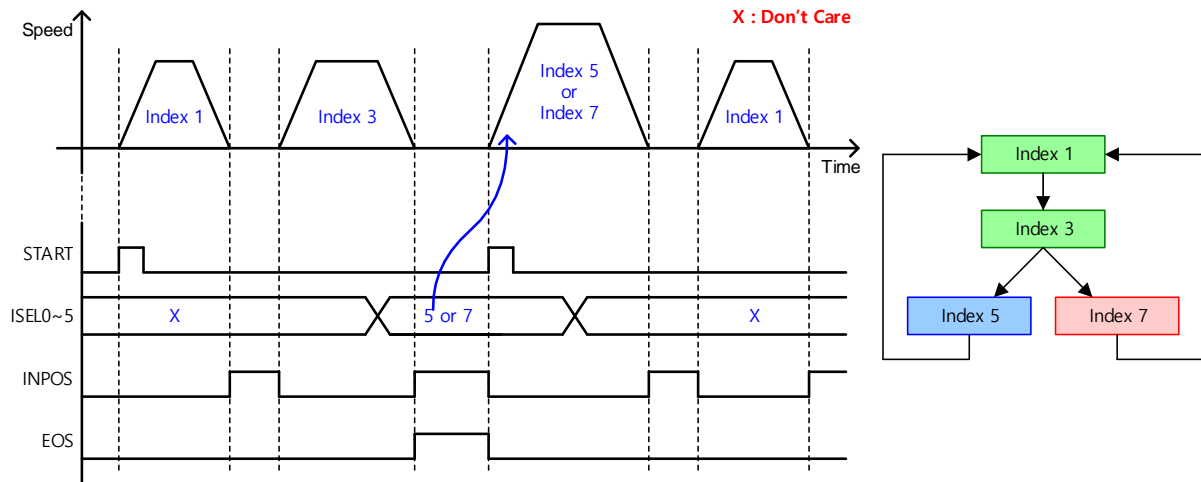 X : Don't Care
Speed
Index 1
Index 3
Index 5
or
Index 7
Index 1
Time
START
ISEL0~5
X
5 or 7
X
INPOS
EOS
Index 1
Index 3
Index 5
Index 7